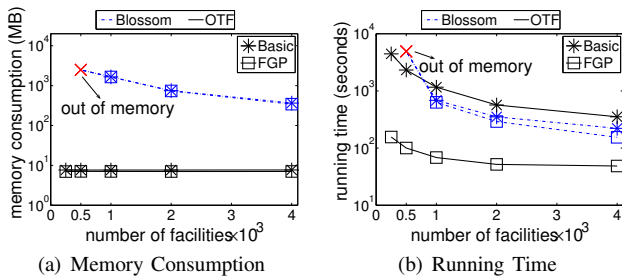 Blossom OTF
Basic
FGP
memory consumption (MB)
10^4
10^3
10^2
10^1
10^0
out of memory
0.5 1 2 3 4
number of facilities ×10^3
(a) Memory Consumption
Blossom OTF
Basic
FGP
running time (seconds)
10^5
10^4
10^3
10^2
10^1
out of memory
0.5 1 2 3 4
number of facilities ×10^3
(b) Running Time